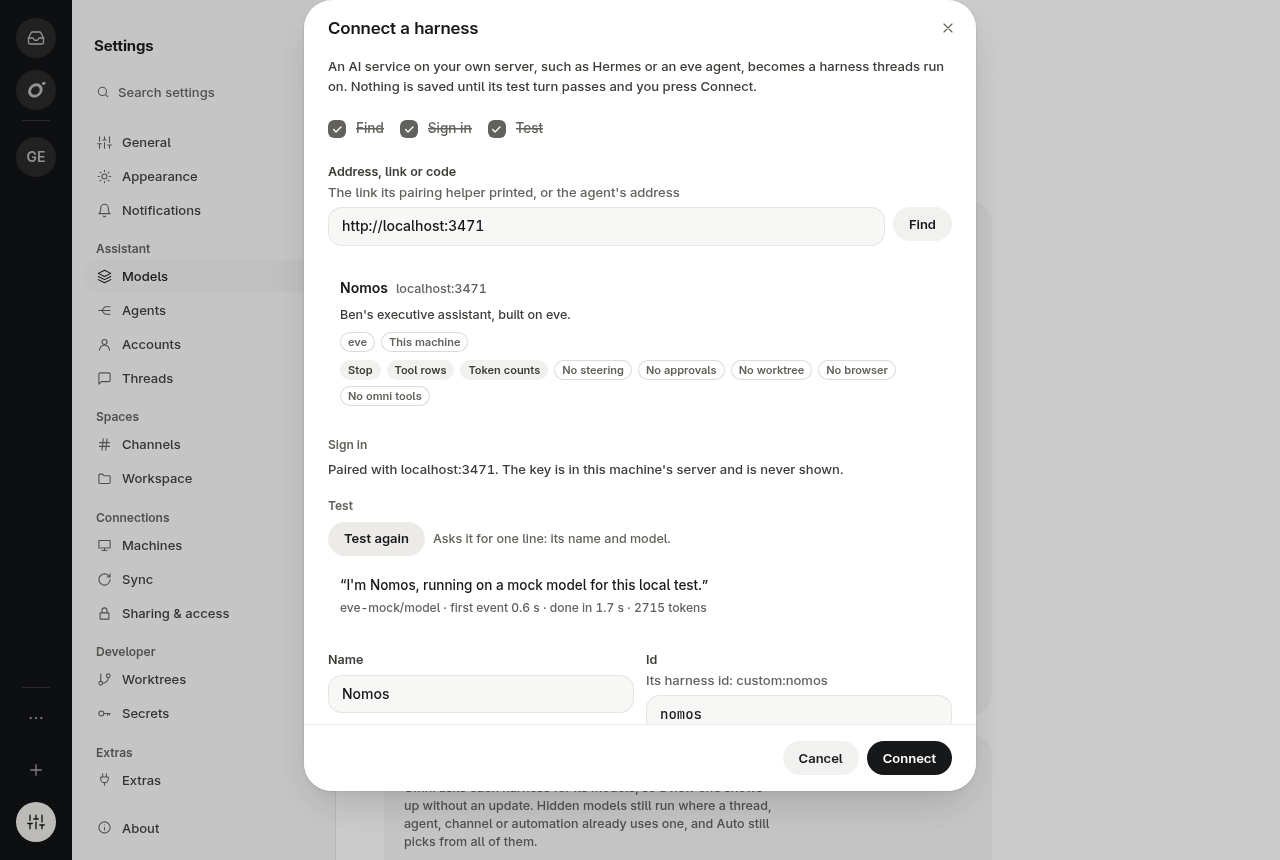 Settings
Search settings
GE
General
Appearance
Notifications
Assistant
Models
Agents
Accounts
Threads
Spaces
Channels
Workspace
Connections
Machines
Sync
Sharing & access
Developer
Worktrees
Secrets
Extras
Extras
About
Connect a harness
An AI service on your own server, such as Hermes or an eve agent, becomes a harness threads run
on. Nothing is saved until its test turn passes and you press Connect.
Find Sign in Test
Address, link or code
The link its pairing helper printed, or the agent's address
http://localhost:3471 Find
Nomos localhost:3471
Ben's executive assistant, built on eve.
eve This machine
Stop Tool rows Token counts No steering No approvals No worktree No browser
No omni tools
Sign in
Paired with localhost:3471. The key is in this machine's server and is never shown.
Test
Test again Asks it for one line: its name and model.
“I'm Nomos, running on a mock model for this local test.”
eve-mock/model · first event 0.6 s · done in 1.7 s · 2715 tokens
Name Id
Its harness id: custom:nomos
Nomos nomos
Cancel Connect
up without an update. Hidden models still run where a thread,
agent, channel or automation already uses one, and Auto still
picks from all of them.